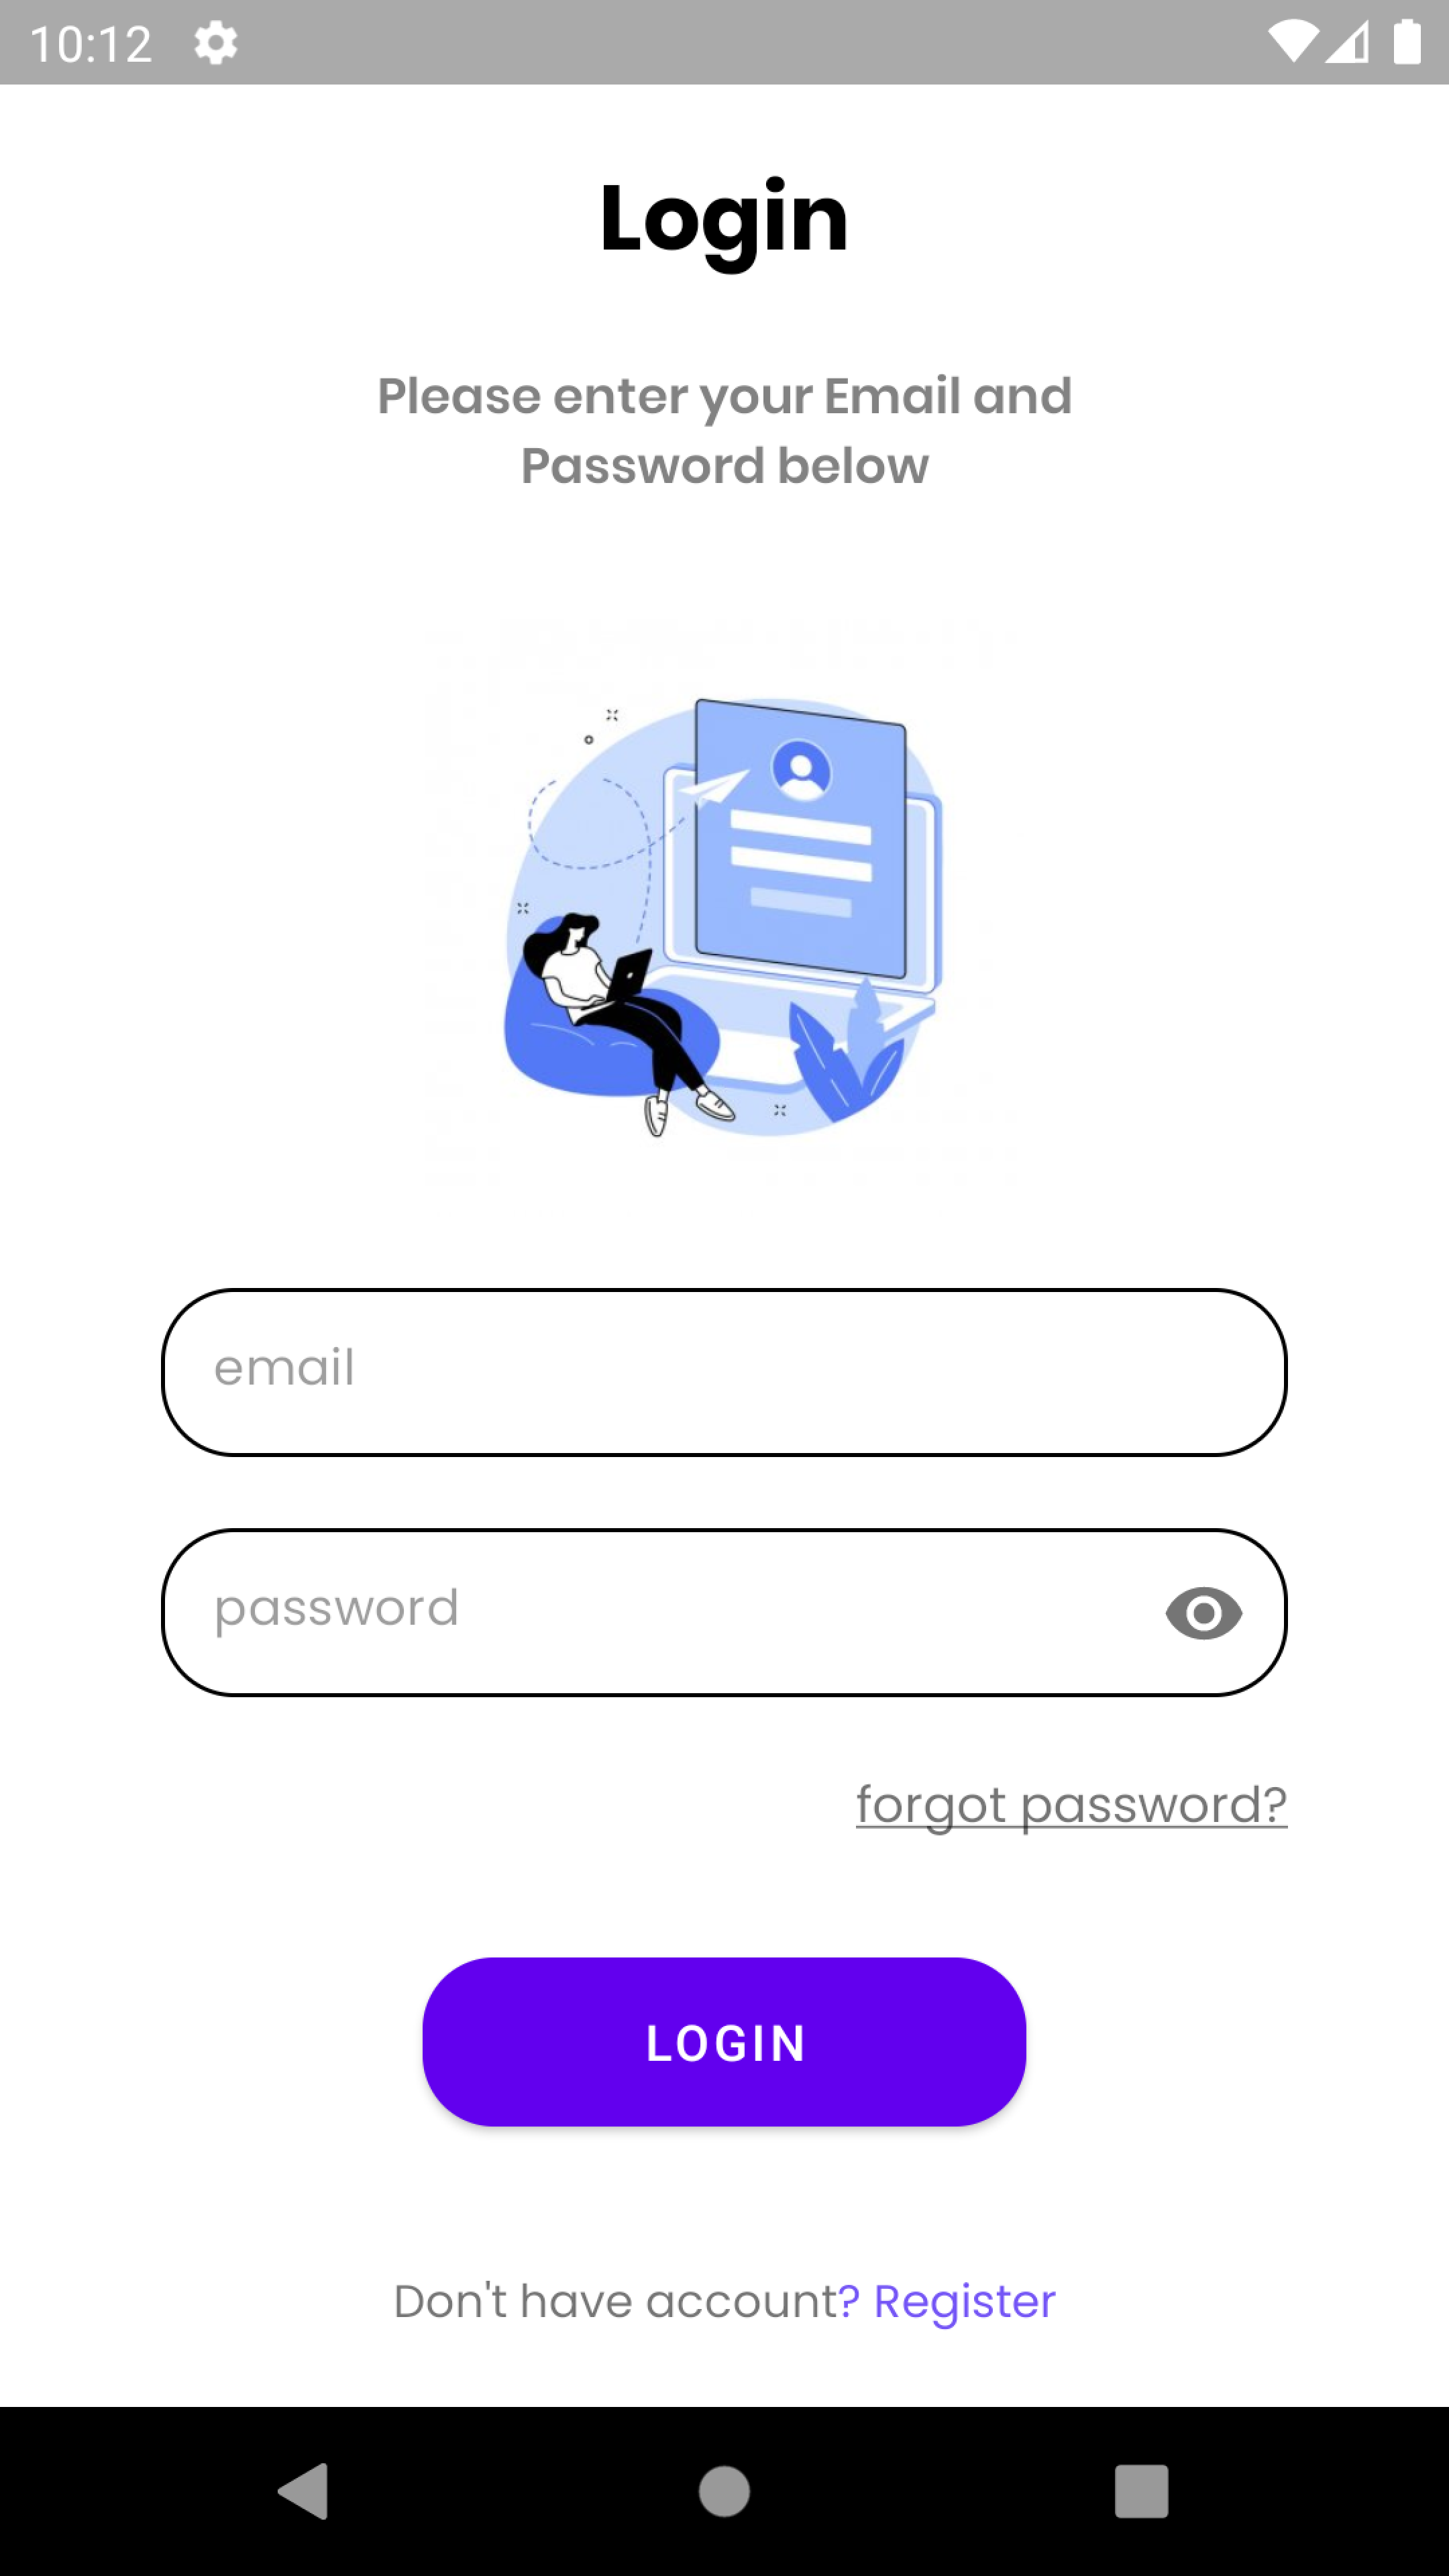 10:12
Login
Please enter your Email and
Password below
email
password
forgot password?
LOGIN
Don't have account? Register